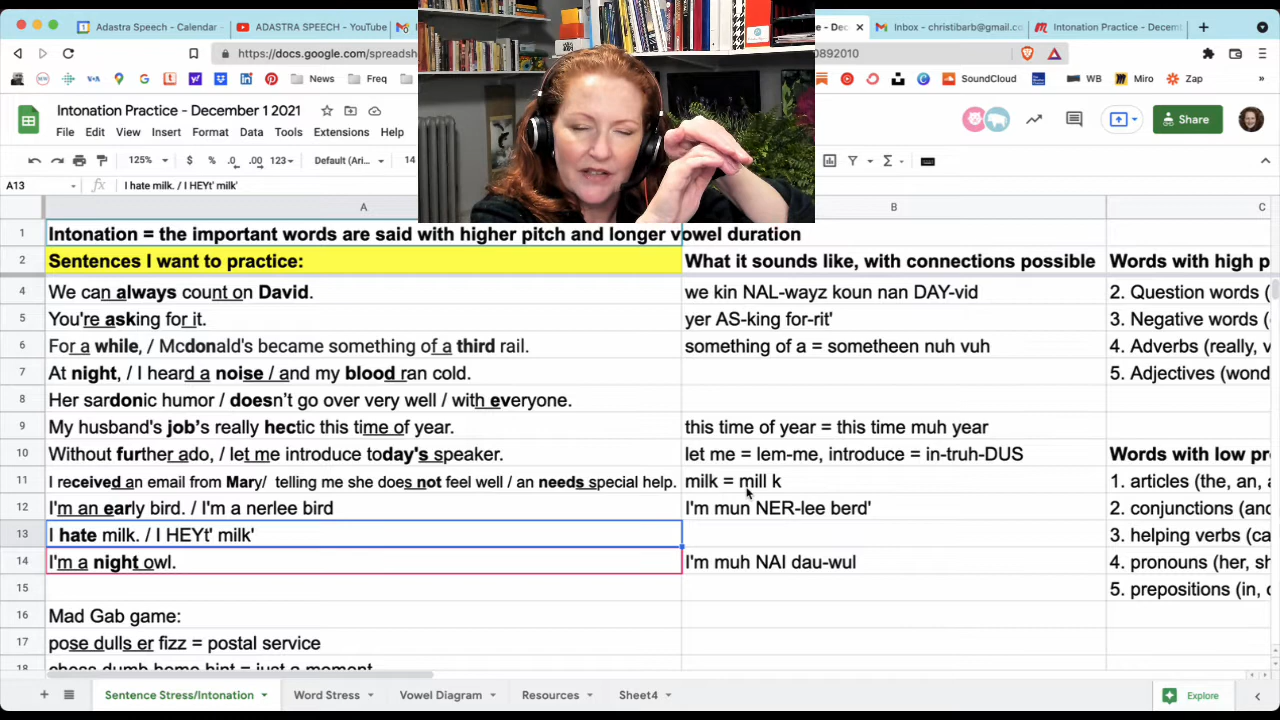 Adastra Speech - Calendar -
ADASTRA SPEECH - YouTube
e - Dec
Inbox - christibarb@gmail.co
Intonation Practice - Decem
https://docs.google.com/spreadshe
0892010
News
Freq
SoundCloud
WB
Miro
Zap
»
Intonation Practice - December 1 2021
File Edit View Insert Format Data Tools Extensions Help
Share
125% $ % .0 .00 123 Default (Ari... 14
A13 fx I hate milk. / I HEYt' milk'
A B C
1 Intonation = the important words are said with higher pitch and longer vowel duration
2 Sentences I want to practice: What it sounds like, with connections possible Words with high p
4 We can always count on David. we kin NAL-wayz koun nan DAY-vid 2. Question words (
5 You're asking for it. yer AS-king for-rit' 3. Negative words (
6 For a while, / McDonald's became something of a third rail. something of a = sometheen nuh vuh 4. Adverbs (really, v
7 At night, / I heard a noise / and my blood ran cold. 5. Adjectives (wond
8 Her sardonic humor / doesn’t go over very well / with everyone.
9 My husband's job’s really hectic this time of year. this time of year = this time muh year
10 Without further ado, / let me introduce today's speaker. let me = lem-me, introduce = in-truh-DUS Words with low pr
11 I received an email from Mary/ telling me she does not feel well / an needs special help. milk = mill k 1. articles (the, an, a
12 I'm an early bird. / I'm a nerlee bird I'm mun NER-lee berd' 2. conjunctions (and
13 I hate milk. / I HEYt' milk' 3. helping verbs (ca
14 I'm a night owl. I'm muh NAI dau-wul 4. pronouns (her, sh
15 5. prepositions (in, o
16 Mad Gab game:
17 pose dulls er fizz = postal service
18 chess dumb home hint = just a moment
Sentence Stress/Intonation Word Stress Vowel Diagram Resources Sheet4 Explore